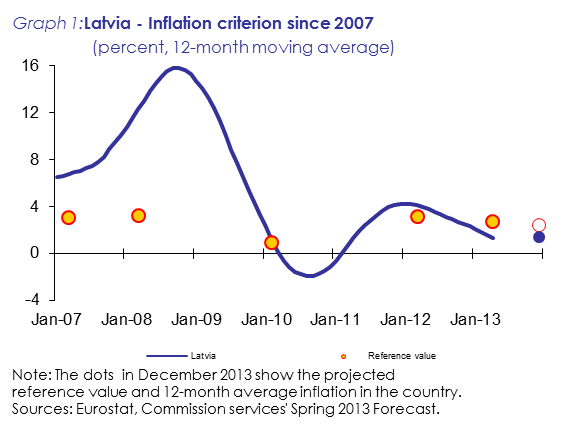 Graph 1:Latvia - Inflation criterion since 2007
(percent, 12-month moving average)
16
12
8
4
0
-4
Jan-07 Jan-08 Jan-09 Jan-10 Jan-11 Jan-12 Jan-13
Latvia Reference value
Note: The dots in December 2013 show the projected
reference value and 12-month average inflation in the country.
Sources: Eurostat, Commission services' Spring 2013 Forecast.